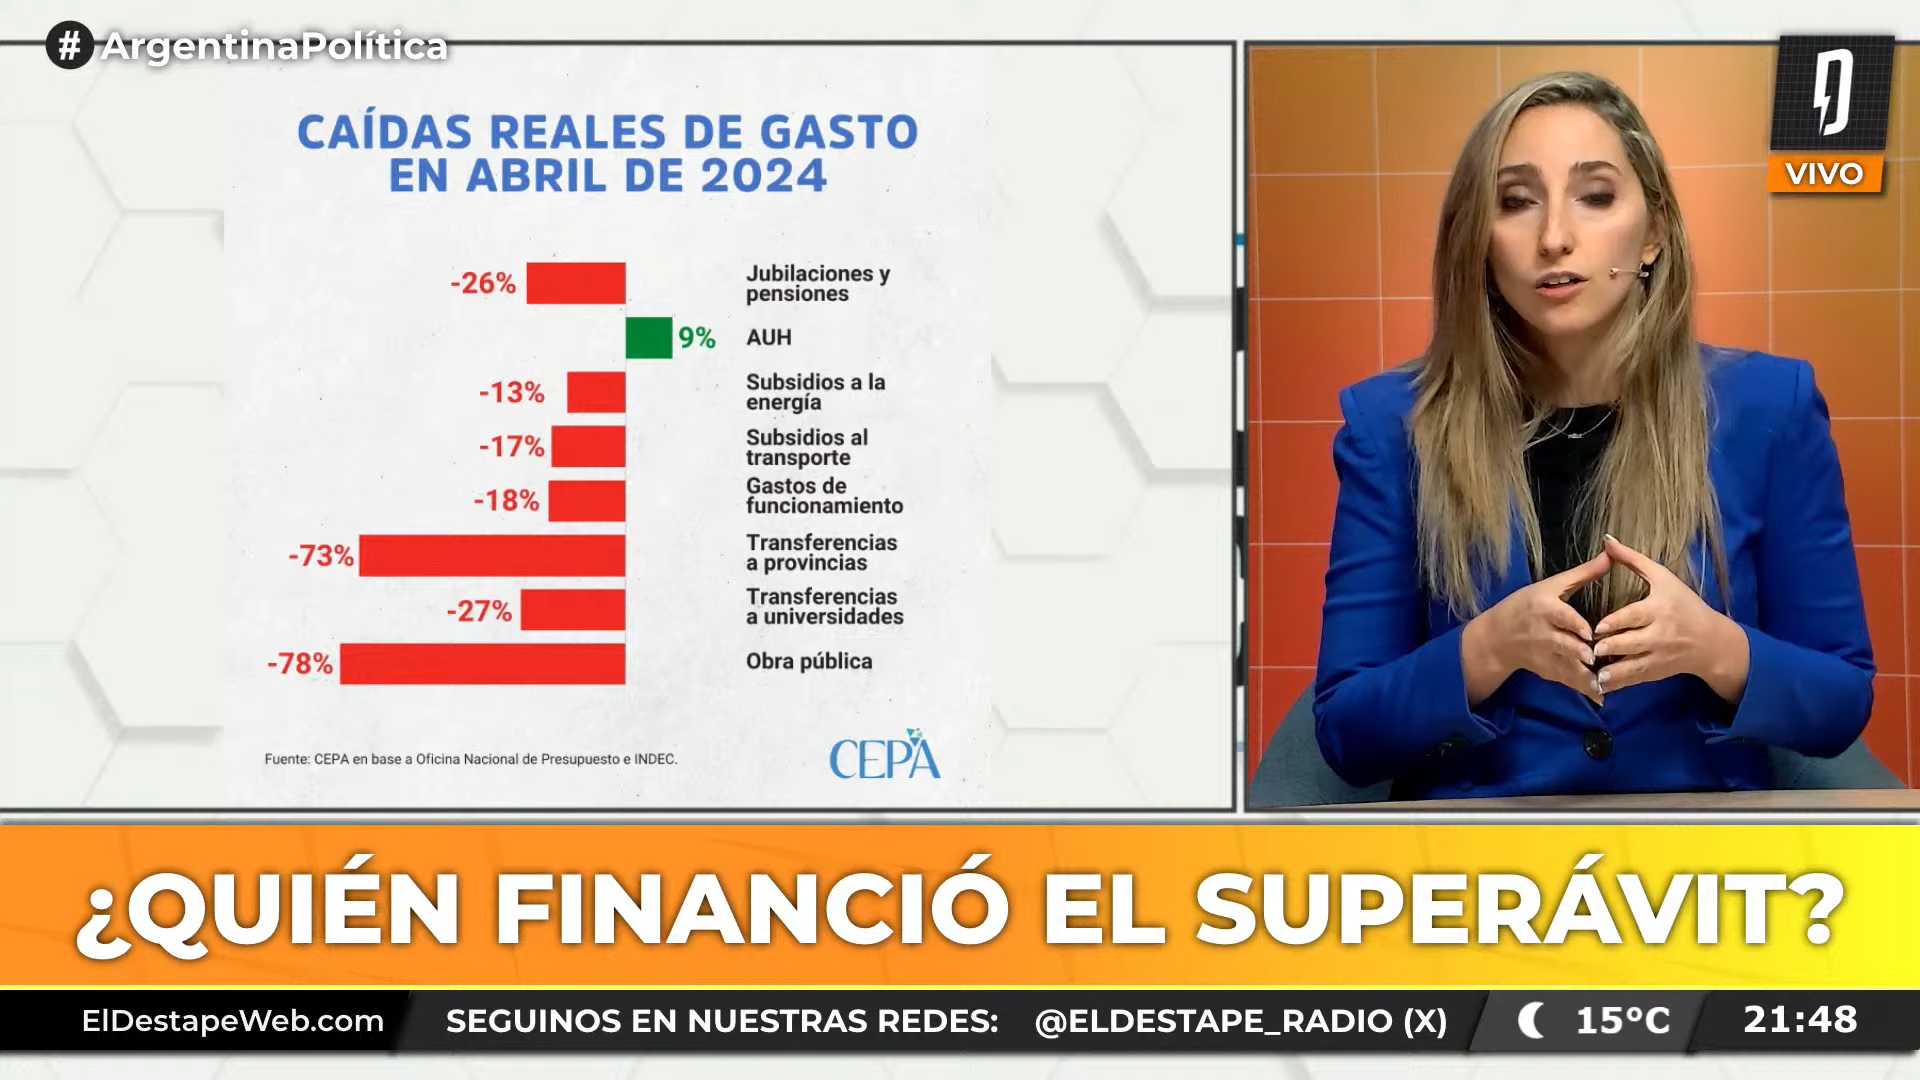 # ArgentinaPolítica
CAÍDAS REALES DE GASTO
EN ABRIL DE 2024
-26%
Jubilaciones y
pensiones
9%
AUH
-13%
Subsidios a la
energía
-17%
Subsidios al
transporte
-18%
Gastos de
funcionamiento
-73%
Transferencias
a provincias
-27%
Transferencias
a universidades
-78%
Obra pública
Fuente: CEPA en base a Oficina Nacional de Presupuesto e INDEC.
CEPA
D
VIVO
¿QUIÉN FINANCIÓ EL SUPERÁVIT?
ElDestapeWeb.com
SEGUINOS EN NUESTRAS REDES: @ELDESTAPE_RADIO (X)
15°C
21:48